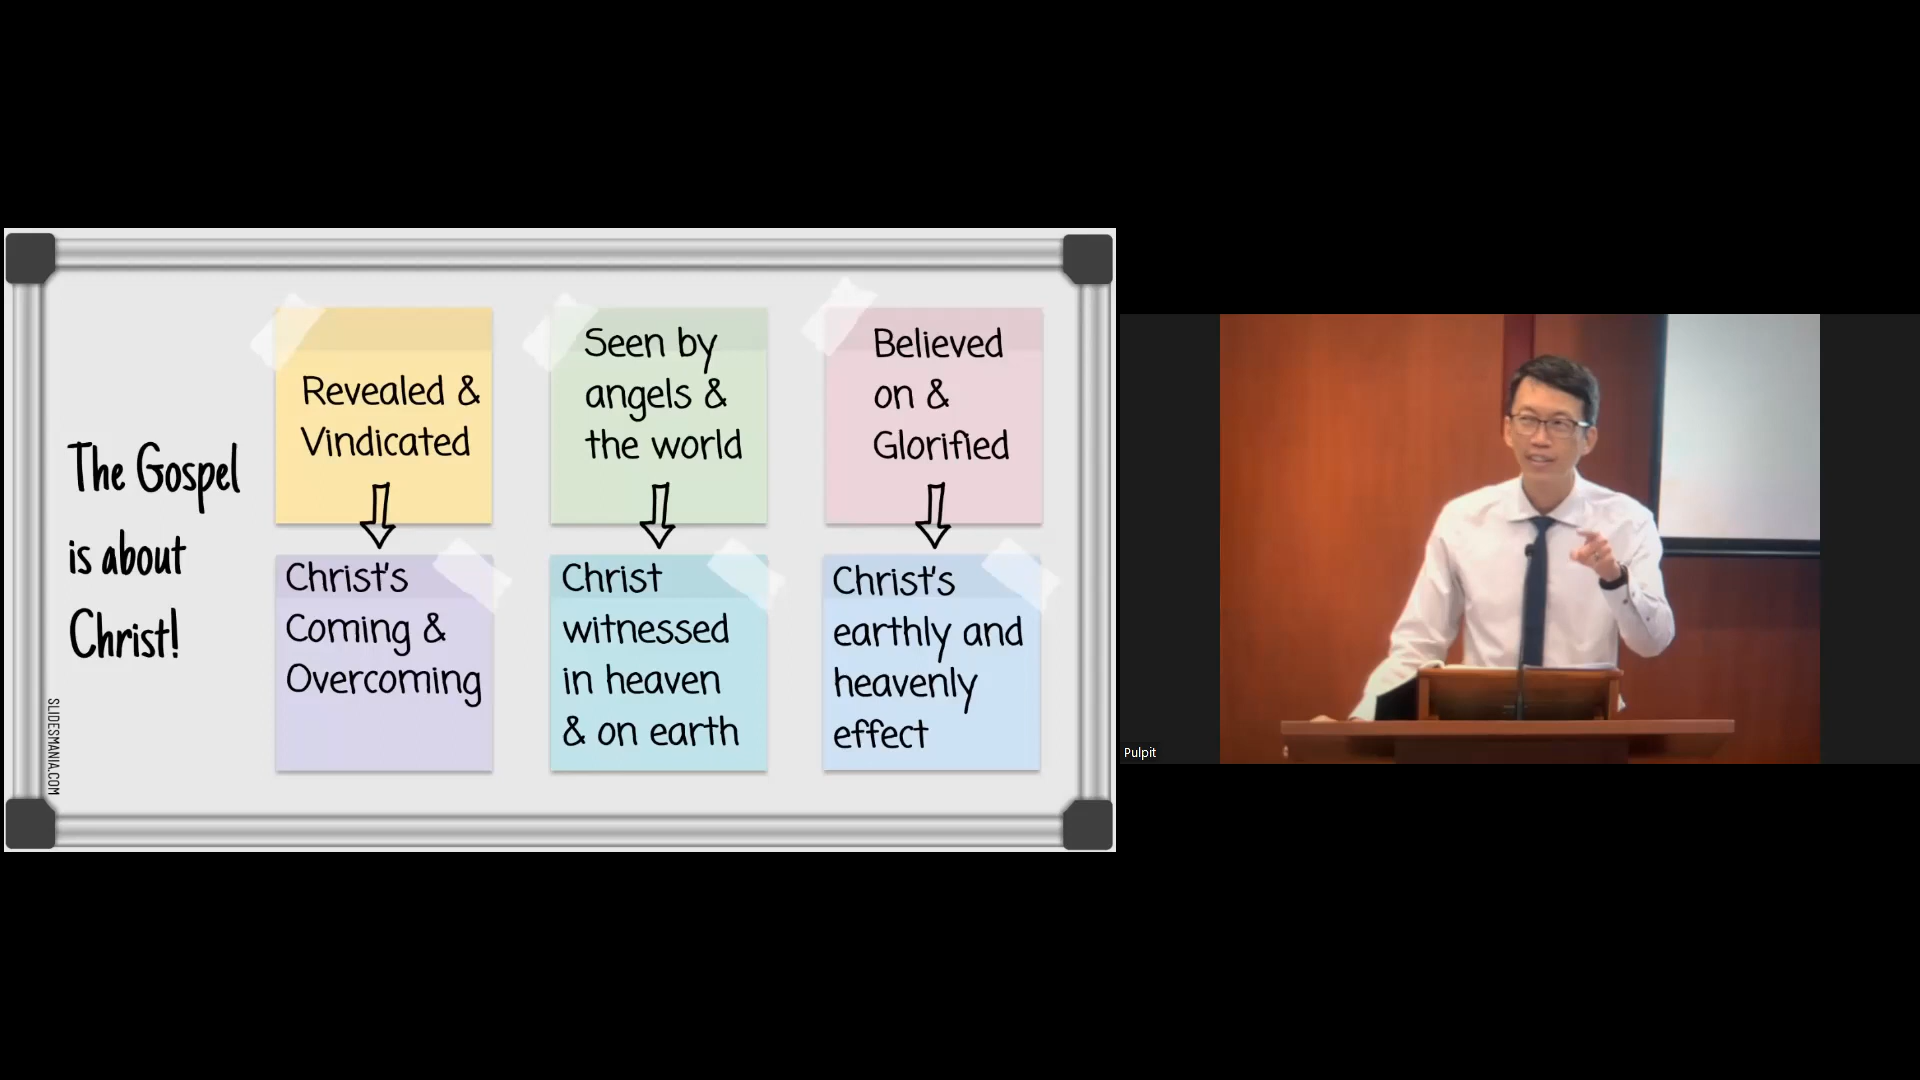 The Gospel
is about
Christ!
Revealed &
Vindicated
Seen by
angels &
the world
Believed
on &
Glorified
Christ's
Coming &
Overcoming
Christ
witnessed
in heaven
& on earth
Christ's
earthly and
heavenly
effect
SLIDESMANIA.COM
Pulpit